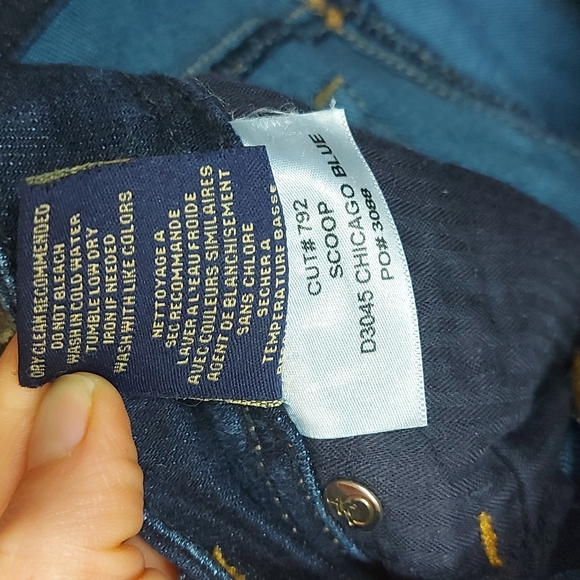 DRY CLEAN RECOMMENDED
DO NOT BLEACH
WASH IN COLD WATER
TUMBLE LOW DRY
IRON IF NEEDED
WASH WITH LIKE COLORS
NETTOYAGE A
SEC RECOMMANDE.
LAVER A L'EAU FROIDE
AVEC COULEURS SIMILAIRES
AGENT DE BLANCHISEMENT
SANS CHLORE
SECHER A
TEMPERATURE BASSE
CUT# 792
SCOOP
D3045 CHICAGO BLUE
PO# 3088